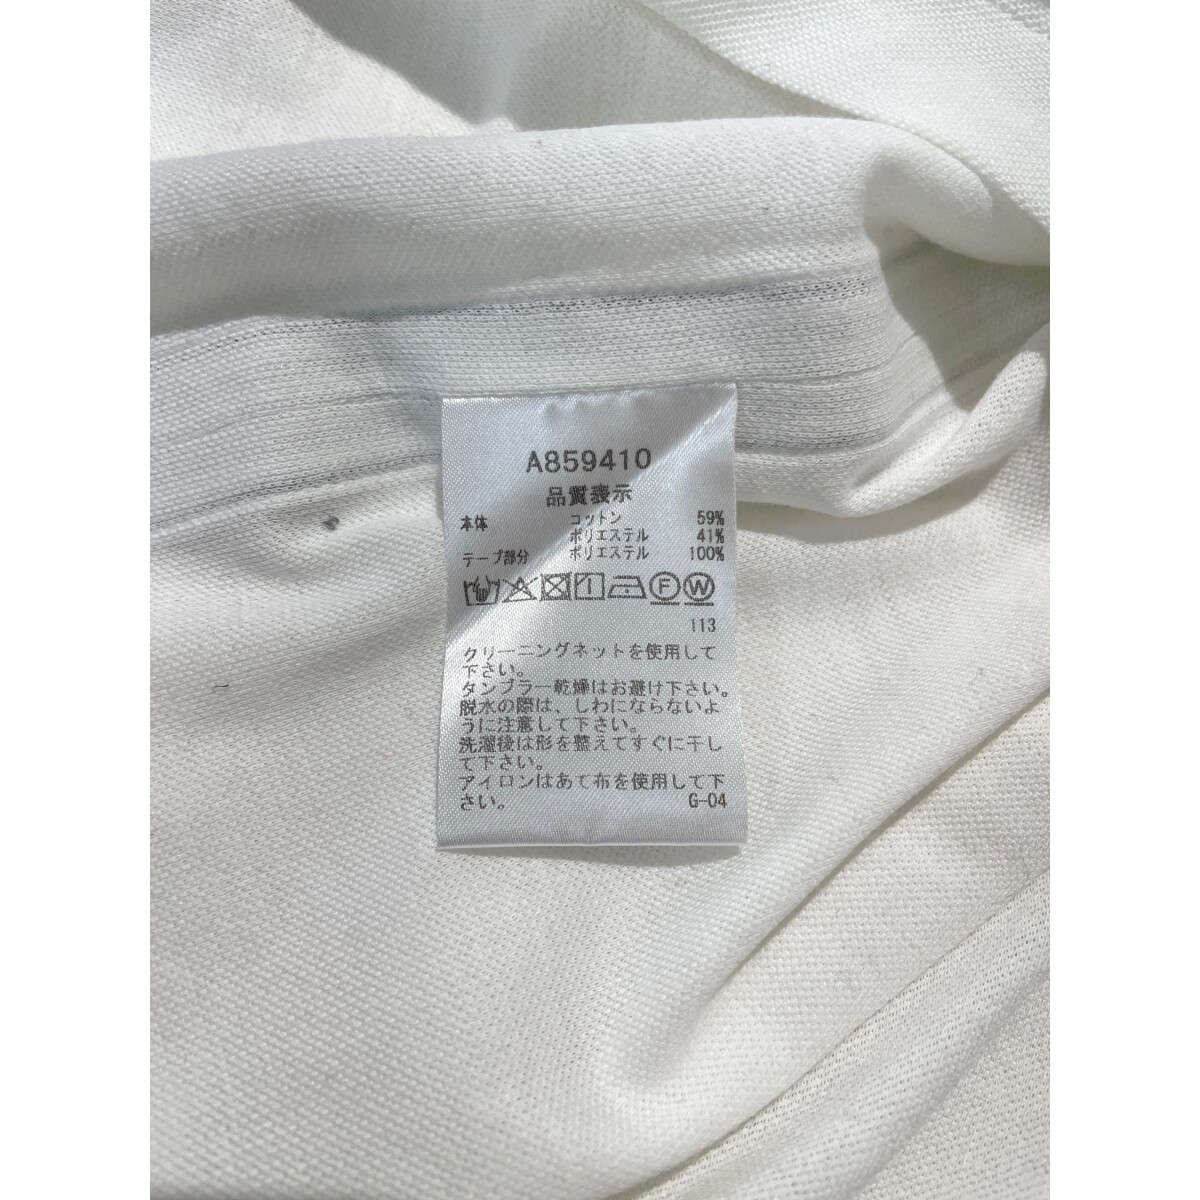 A859410
品質表示
本体 コットン 59%
ポリエステル 41%
テープ部分 ポリエステル 100%
F W
113
クリーニングネットを使用して
下さい。
タンブラー乾燥はお避け下さい。
脱水の際は、しわにならないよ
うに注意して下さい。
洗濯後は形を整えてすぐに干し
て下さい。
アイロンはあて布を使用して下
さい。 G-04